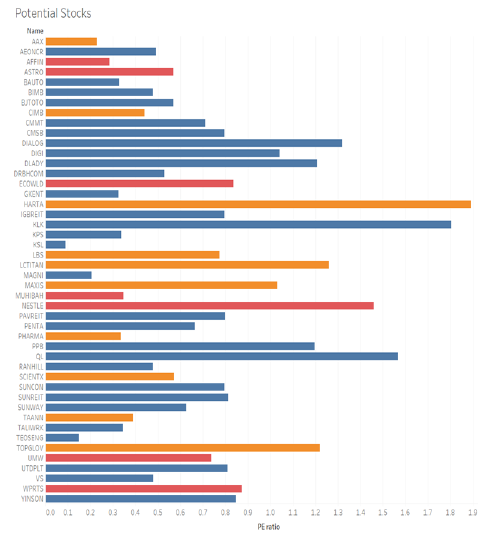 Potential Stocks
Name
AAX
AEONCR
AFFIN
ASTRO
BAUTO
BIMB
BJTOTO
CIMB
CMMT
CMSB
DIALOG
DIGI
DLADY
DRBHCOM
ECOWLD
GKENT
HARTA
IGBREIT
KLK
KPS
KSL
LBS
LCTITAN
MAGNI
MAXIS
MUHIBAH
NESTLE
PAVREIT
PENTA
PHARMA
PPB
QL
RANHILL
SCIENTX
SUNCON
SUNREIT
SUNWAY
TAANN
TALIWRK
TEOSENG
TOPGLOV
UMW
UTDPLT
VS
WPRTS
YINSON
0.0 0.1 0.2 0.3 0.4 0.5 0.6 0.7 0.8 0.9 1.0 1.1 1.2 1.3 1.4 1.5 1.6 1.7 1.8 1.9
PE ratio